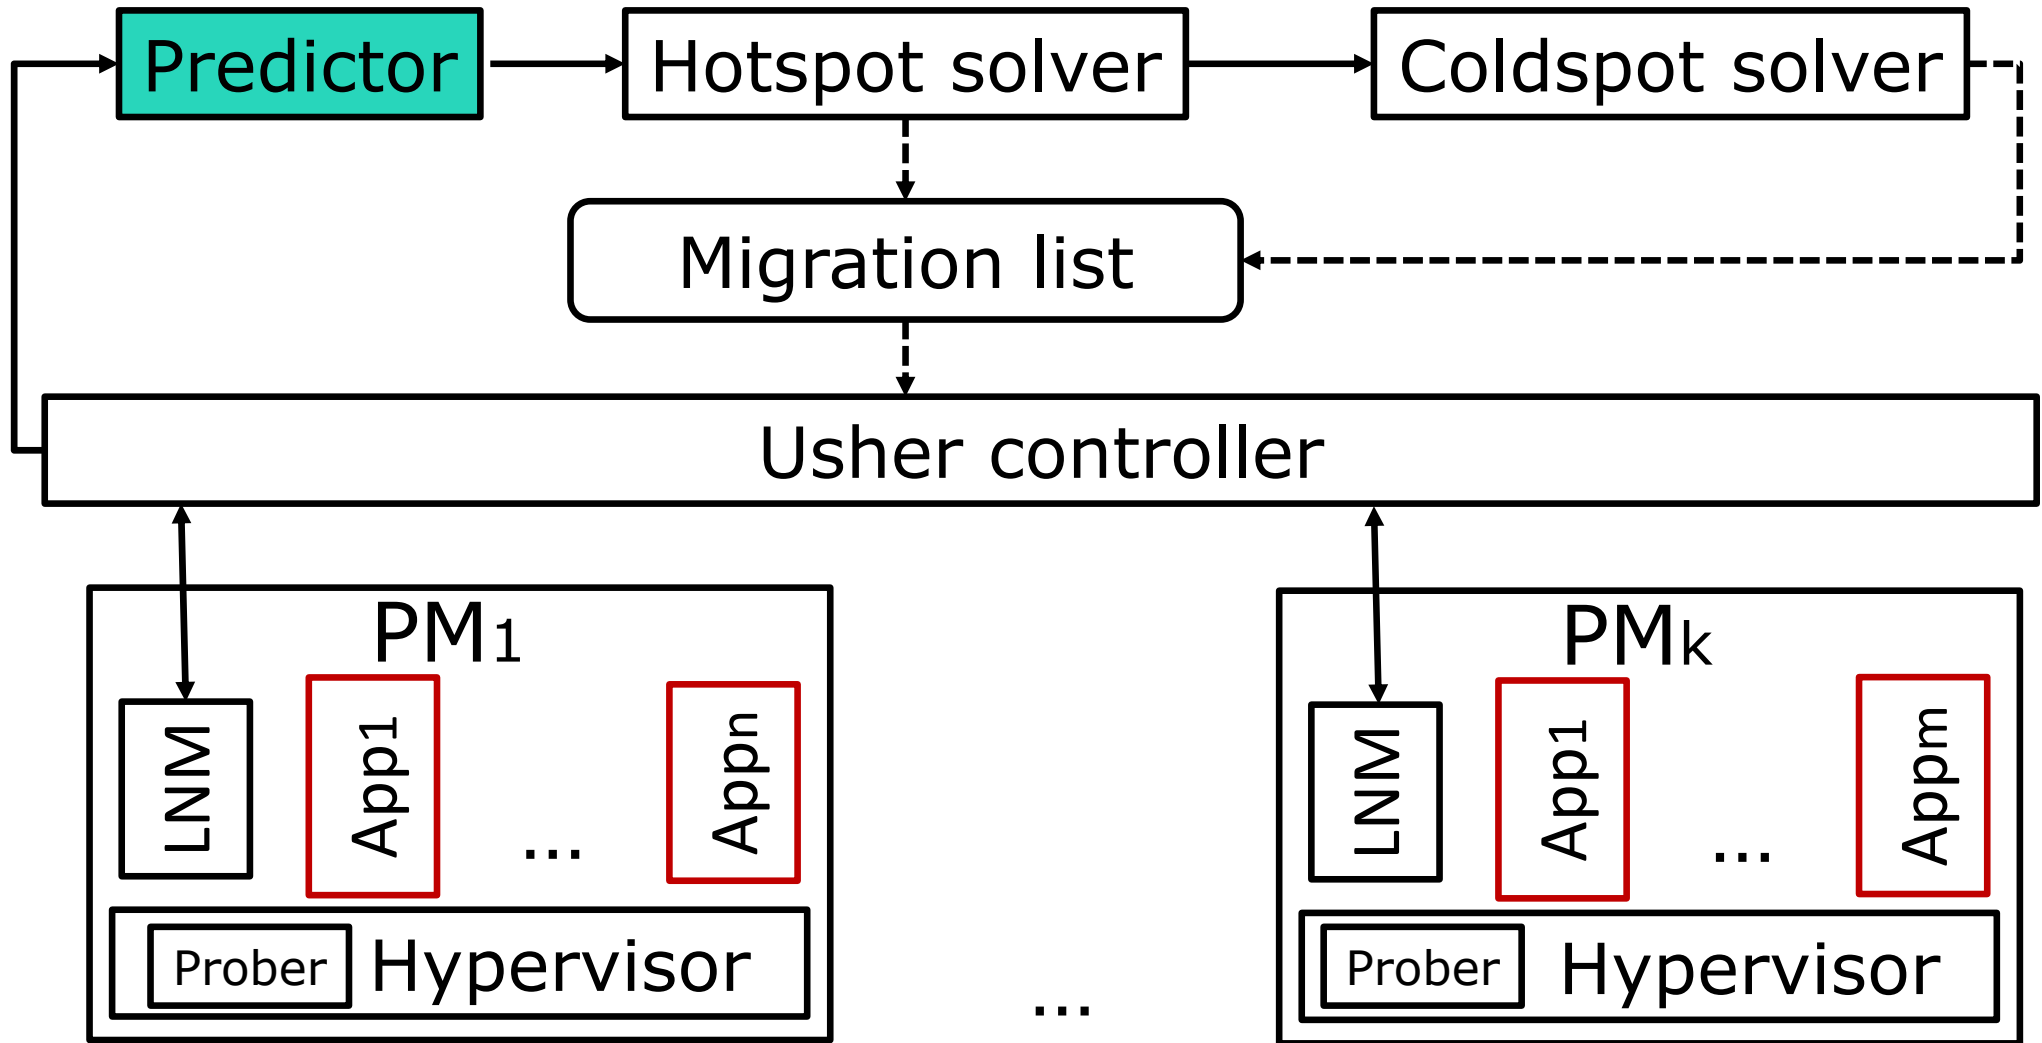 Predictor
Hotspot solver
Coldspot solver
Migration list
Usher controller
PM1
LNM
App1
...
Appn
Prober
Hypervisor
...
PMk
LNM
App1
...
Appm
Prober
Hypervisor